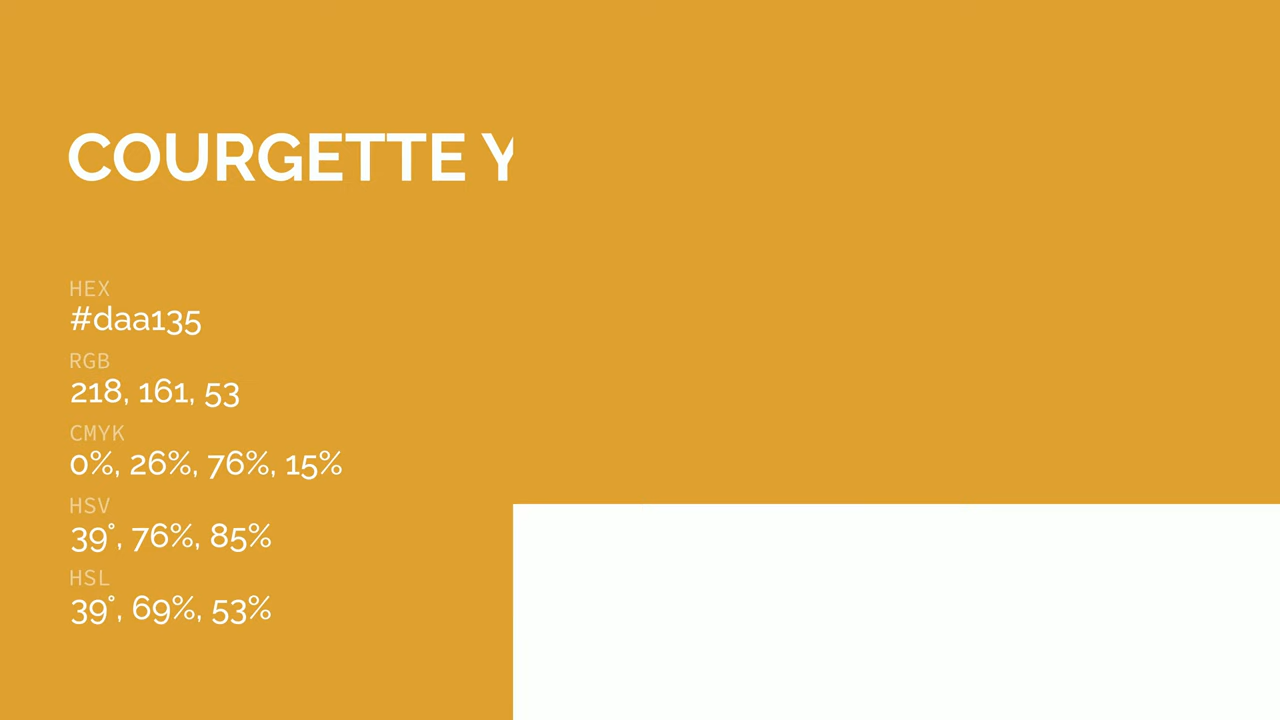 COURGETTE Y
HEX
#daa135
RGB
218, 161, 53
CMYK
0%, 26%, 76%, 15%
HSV
39°, 76%, 85%
HSL
39°, 69%, 53%